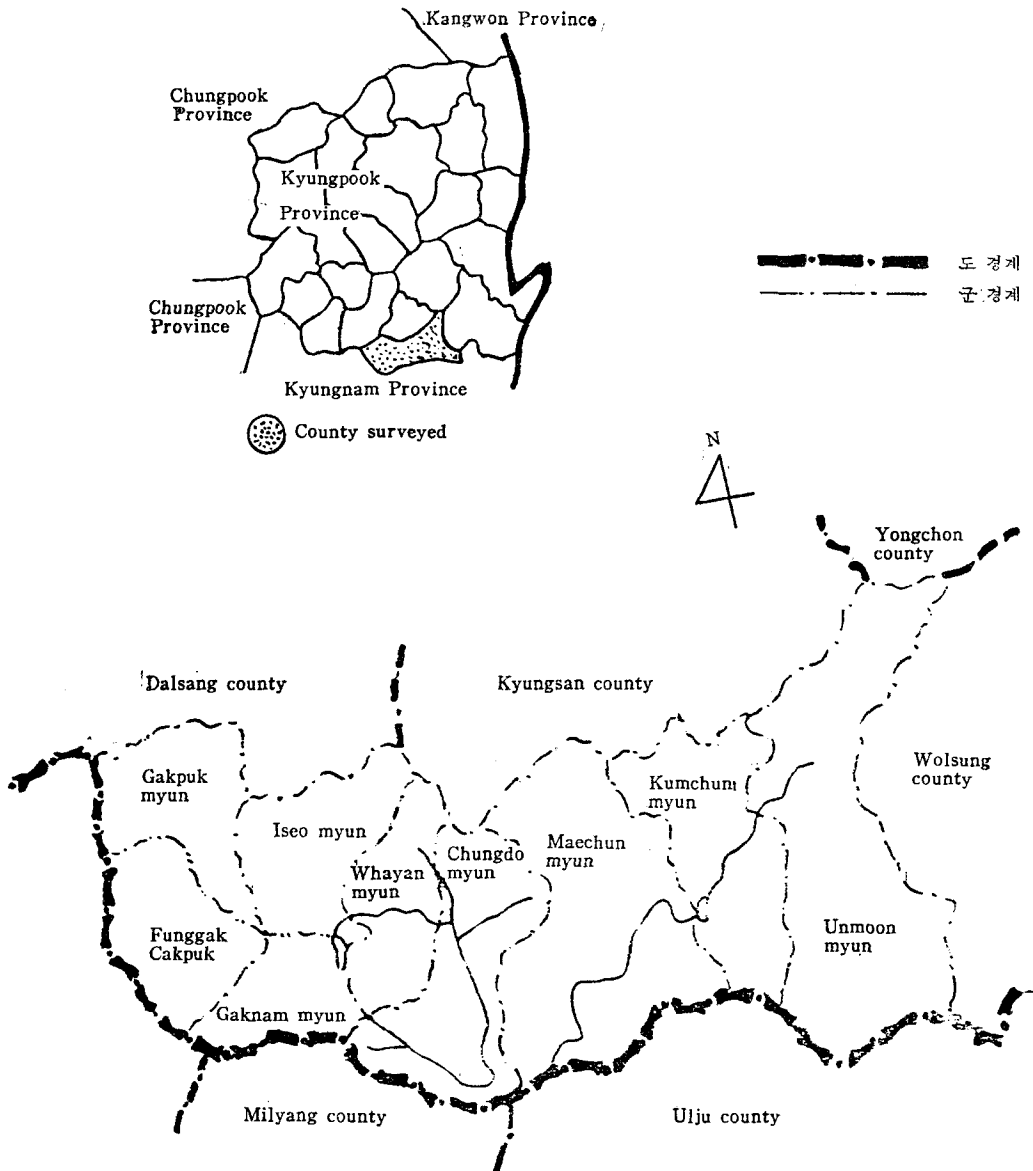 Kangwon Province
Chungpook
Province
Kyungpook
Province
Chungpook
Province
Kyungnam Province
County surveyed
도 경계
군 경계
N
Yongchon
county
Dalsang county
Kyungsan county
Wolsung
county
Gakpuk
myun
Kumchun
myun
Iseo myun
Maechun
myun
Chungdo
myun
Whayan
myun
Unmoon
myun
Funggak
Cakpuk
Gaknam myun
Milyang county
Ulju county